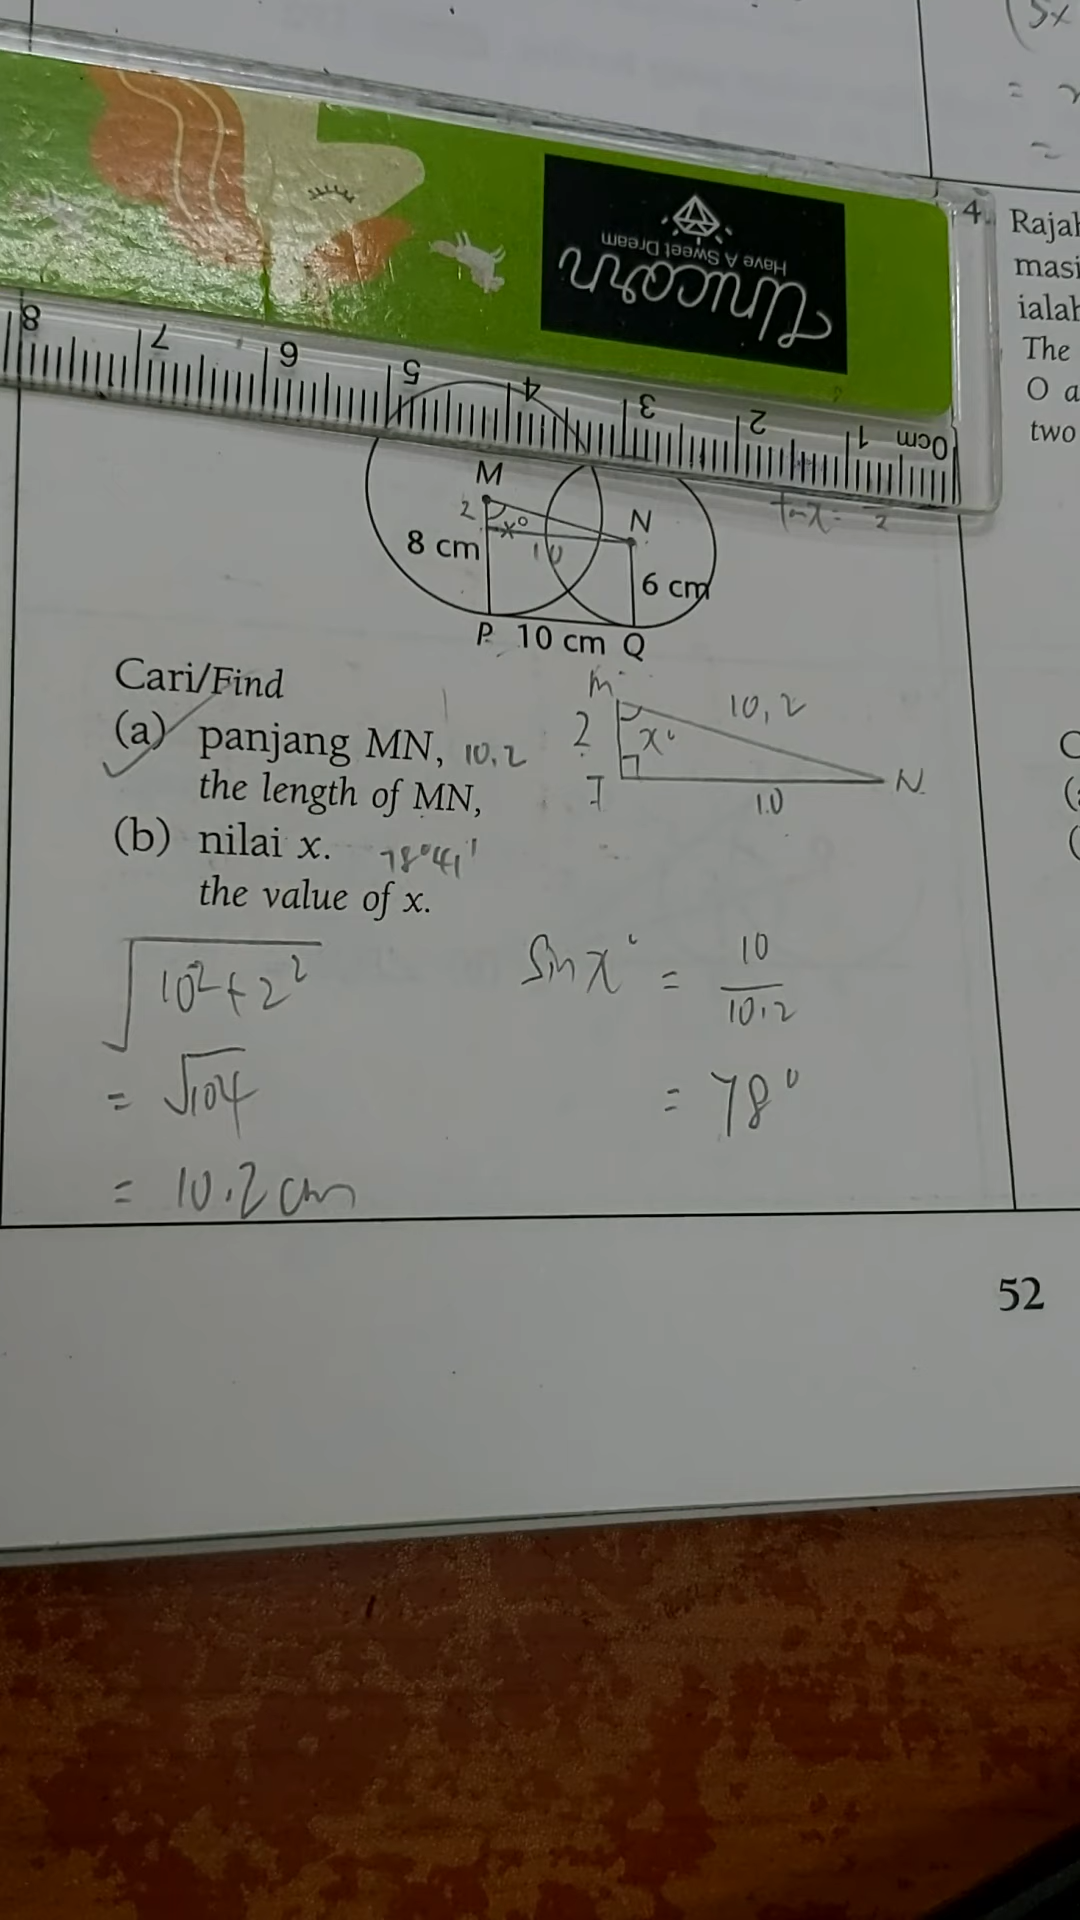 (5x
=
=
Unicorn
Have A Sweet Dream
0cm 1 2 3 4 5 6 7 8
4. Rajah
masi
ialah
The
O a
two
tan x =
2
M
2
x°
N
8 cm
10
6 cm
P 10 cm Q
Cari/Find
(a) panjang MN, 10.2
the length of MN,
(b) nilai x. 78°41'
the value of x.
M
10,2
2
x°
N
10
√10² + 2²
= √104
= 10.2 cm
Sin x° = 10
10.2
= 78°
52